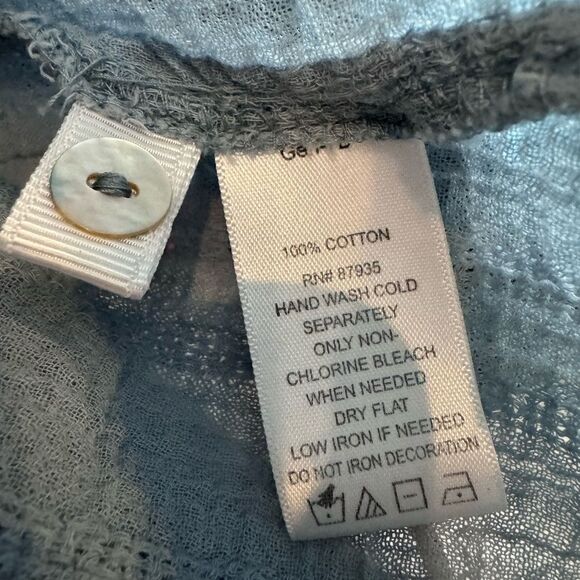 100% COTTON
RN# 87935
HAND WASH COLD
SEPARATELY
ONLY NON-
CHLORINE BLEACH
WHEN NEEDED
DRY FLAT
LOW IRON IF NEEDED
DO NOT IRON DECORATION